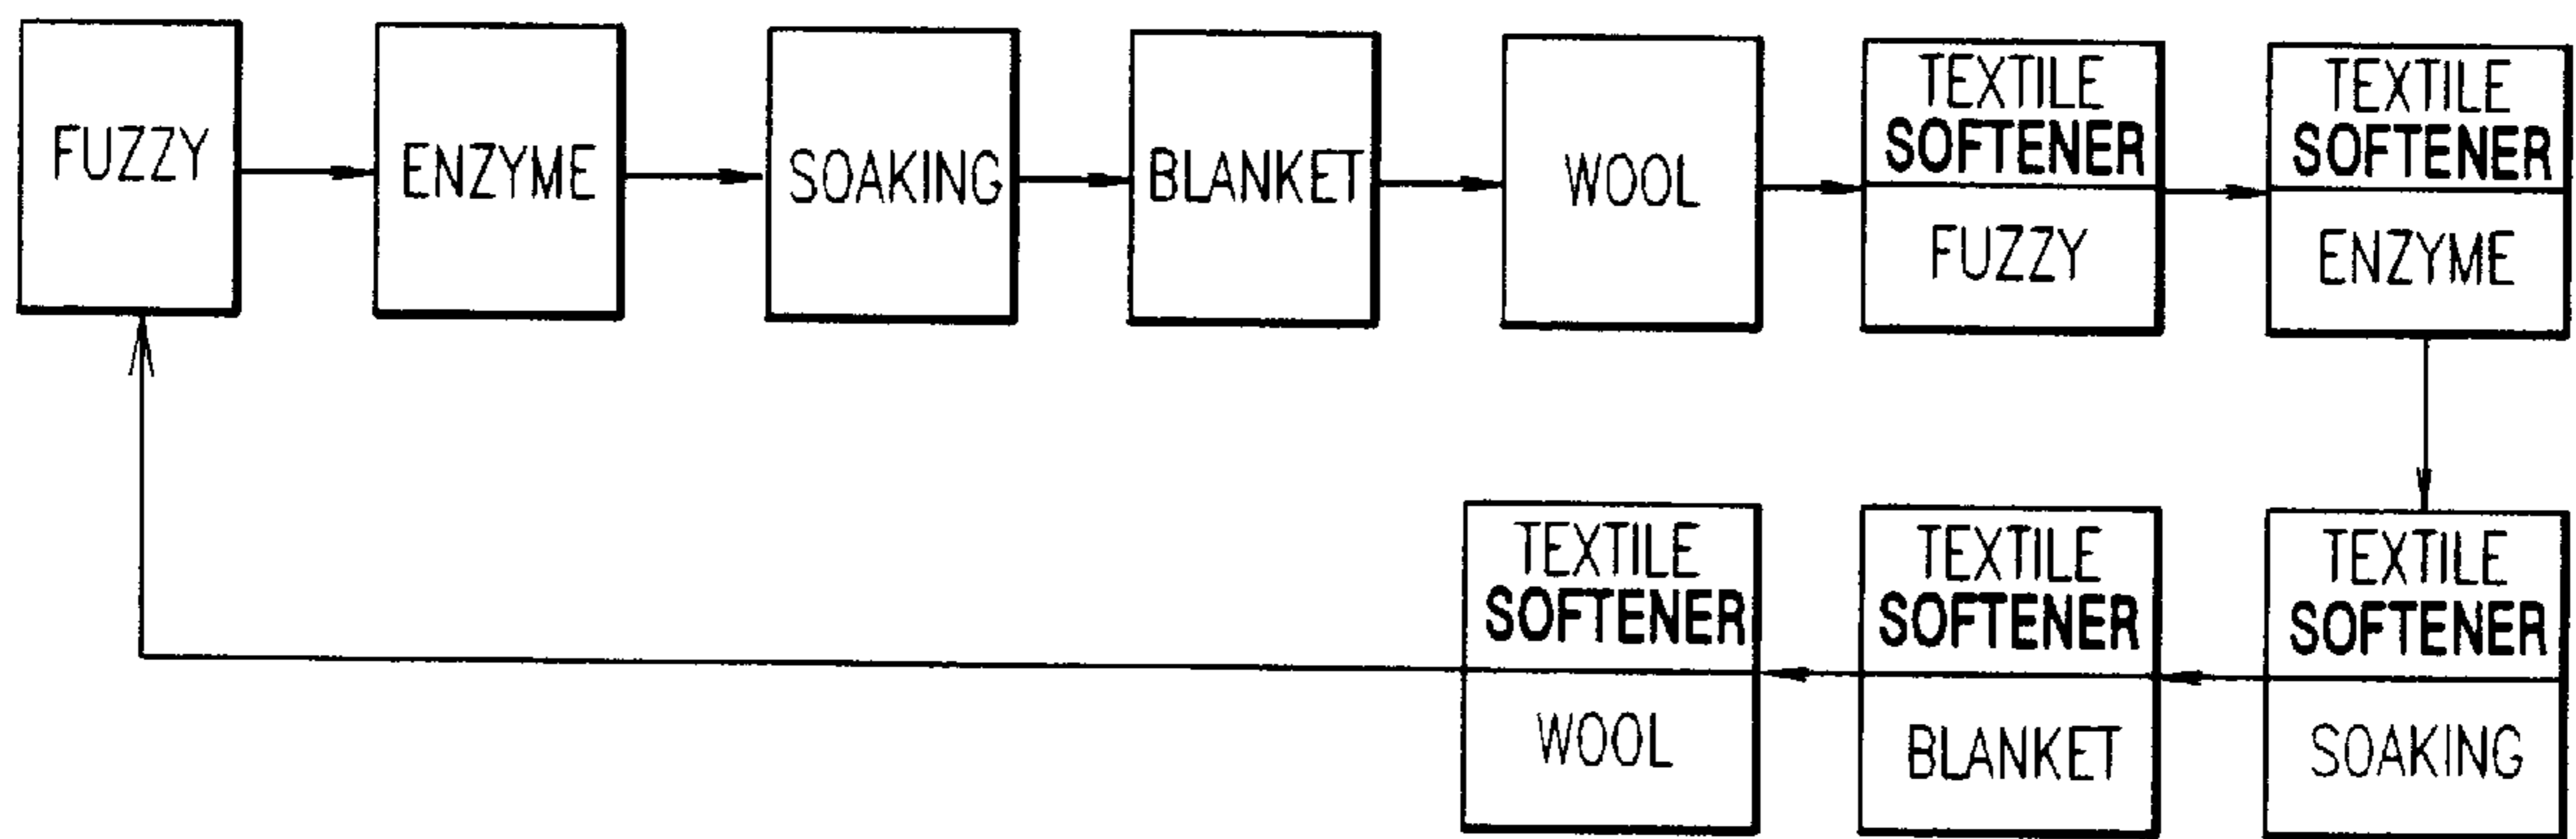 FUZZY
ENZYME
SOAKING
BLANKET
WOOL
TEXTILE
SOFTENER
FUZZY
TEXTILE
SOFTENER
ENZYME
TEXTILE
SOFTENER
WOOL
TEXTILE
SOFTENER
BLANKET
TEXTILE
SOFTENER
SOAKING